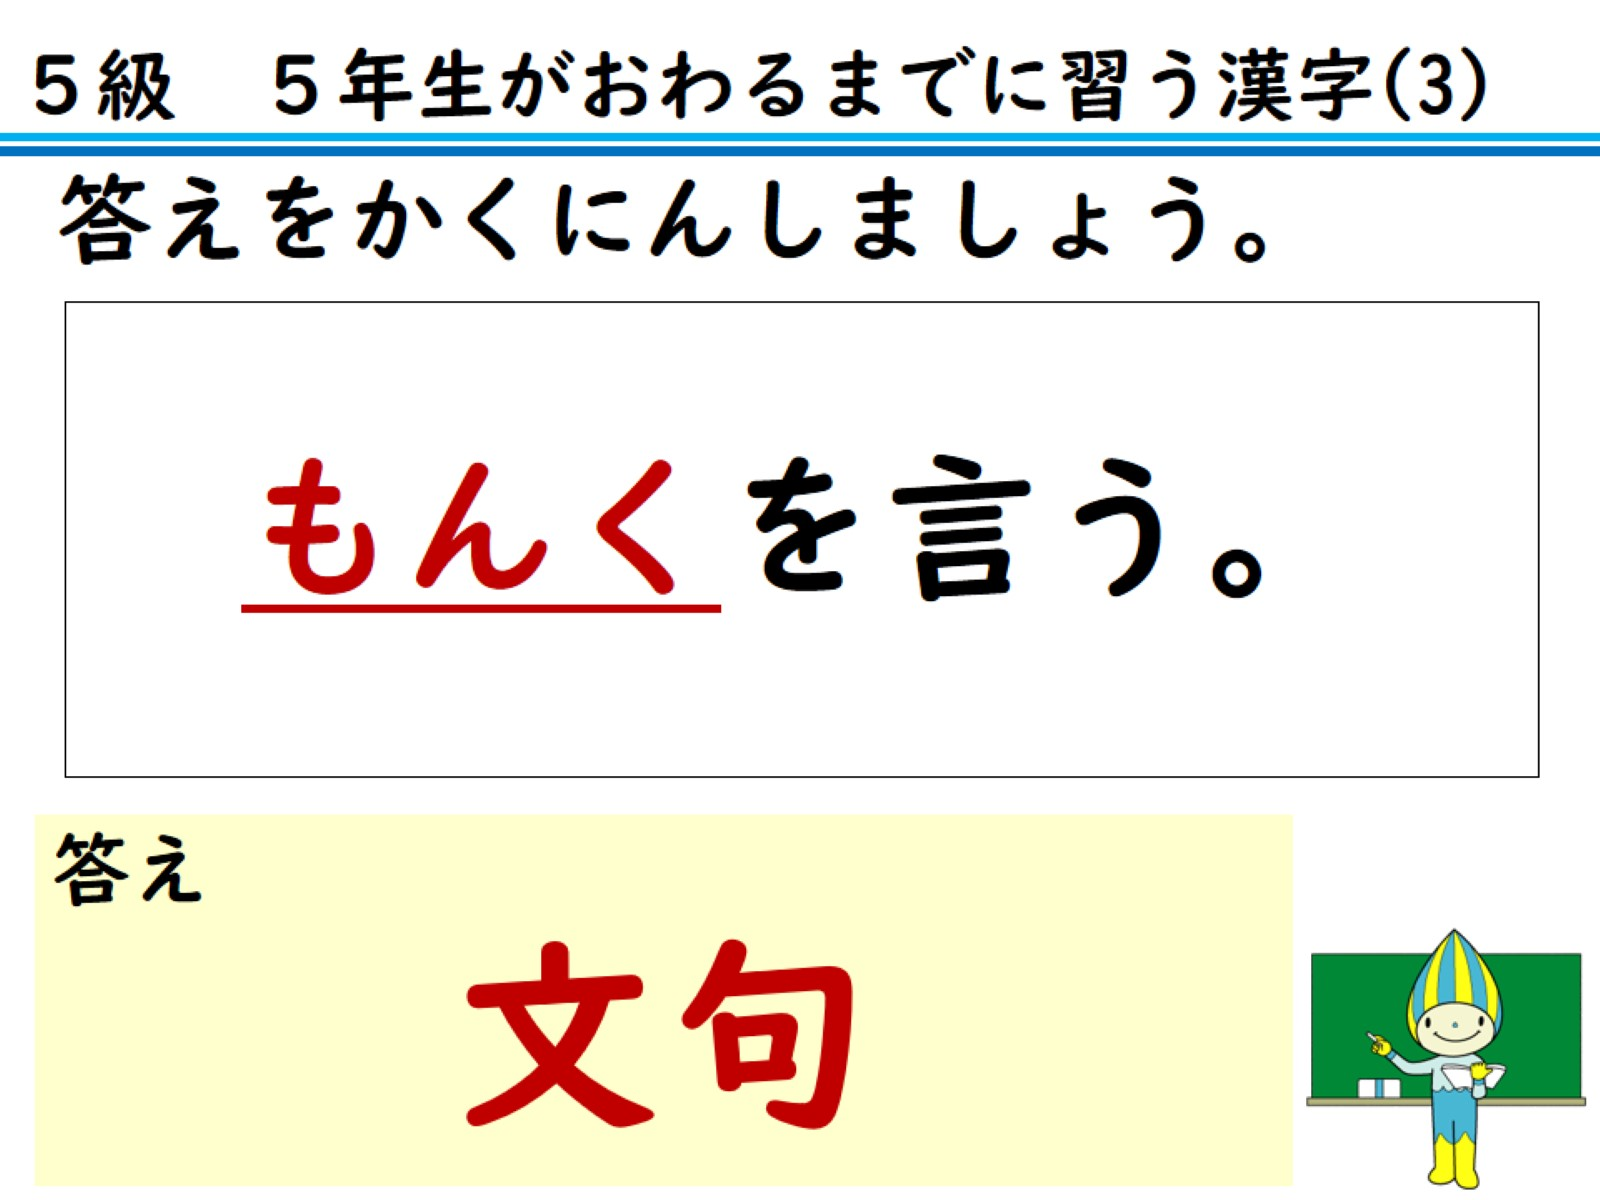 ５級　５年生がおわるまでに習う漢字(3)
答えをかくにんしましょう。
もんくを言う。
答え
文句